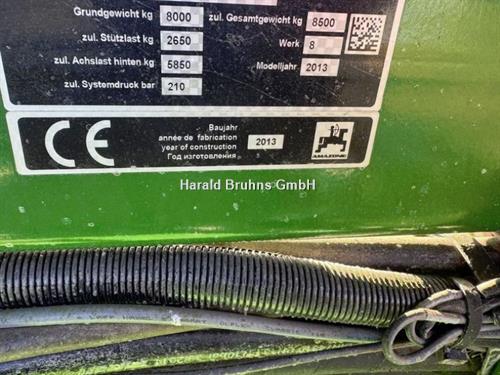 Grundgewicht kg 8000 zul. Gesamtgewicht kg 8500
zul. Stützlast kg 2650 Werk 8
zul. Achslast hinten kg 5850 Modelljahr 2013
zul. Systemdruck bar 210
CE
Baujahr
année de fabrication
year of construction
Год изготовления
2013
AMAZONE
Harald Bruhns GmbH